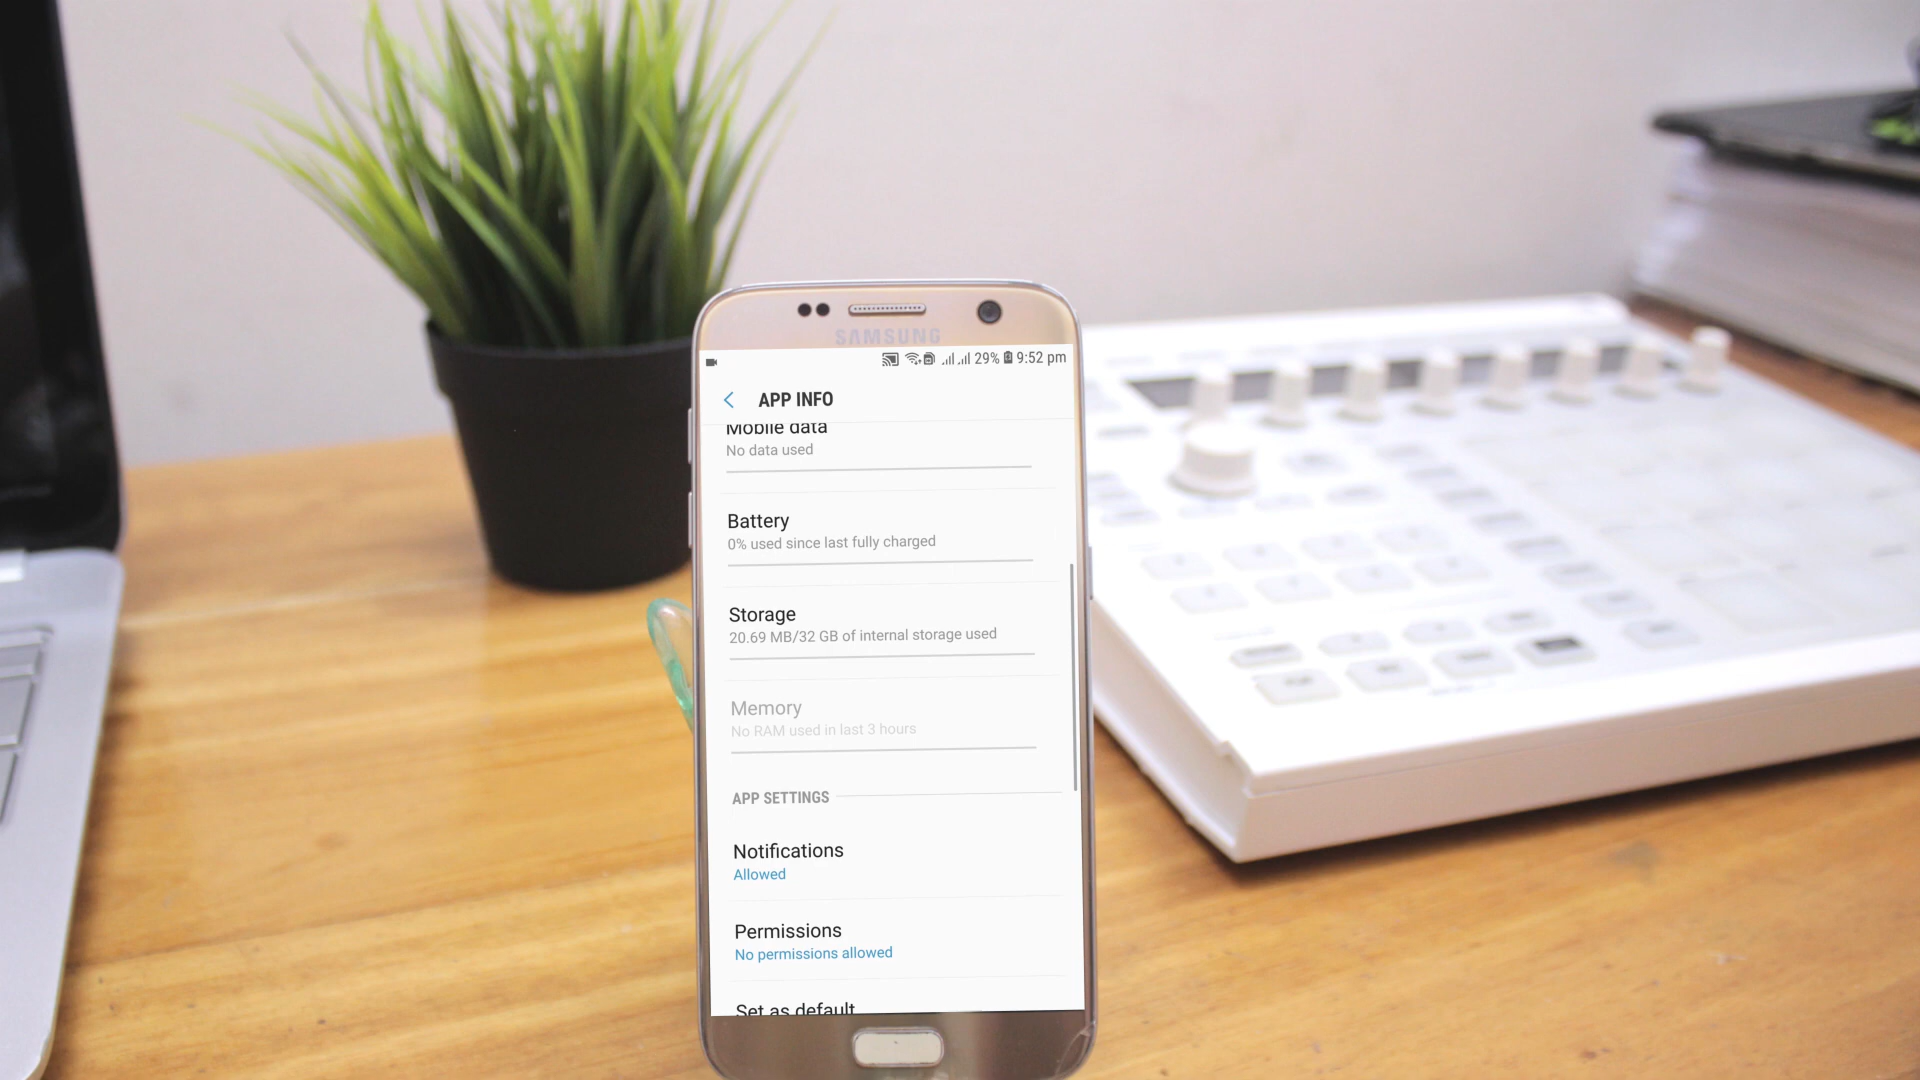 SAMSUNG
29% 9:52 pm
APP INFO
Mobile data
No data used
Battery
0% used since last fully charged
Storage
20.69 MB/32 GB of internal storage used
Memory
No RAM used in last 3 hours
APP SETTINGS
Notifications
Allowed
Permissions
No permissions allowed
Set as default